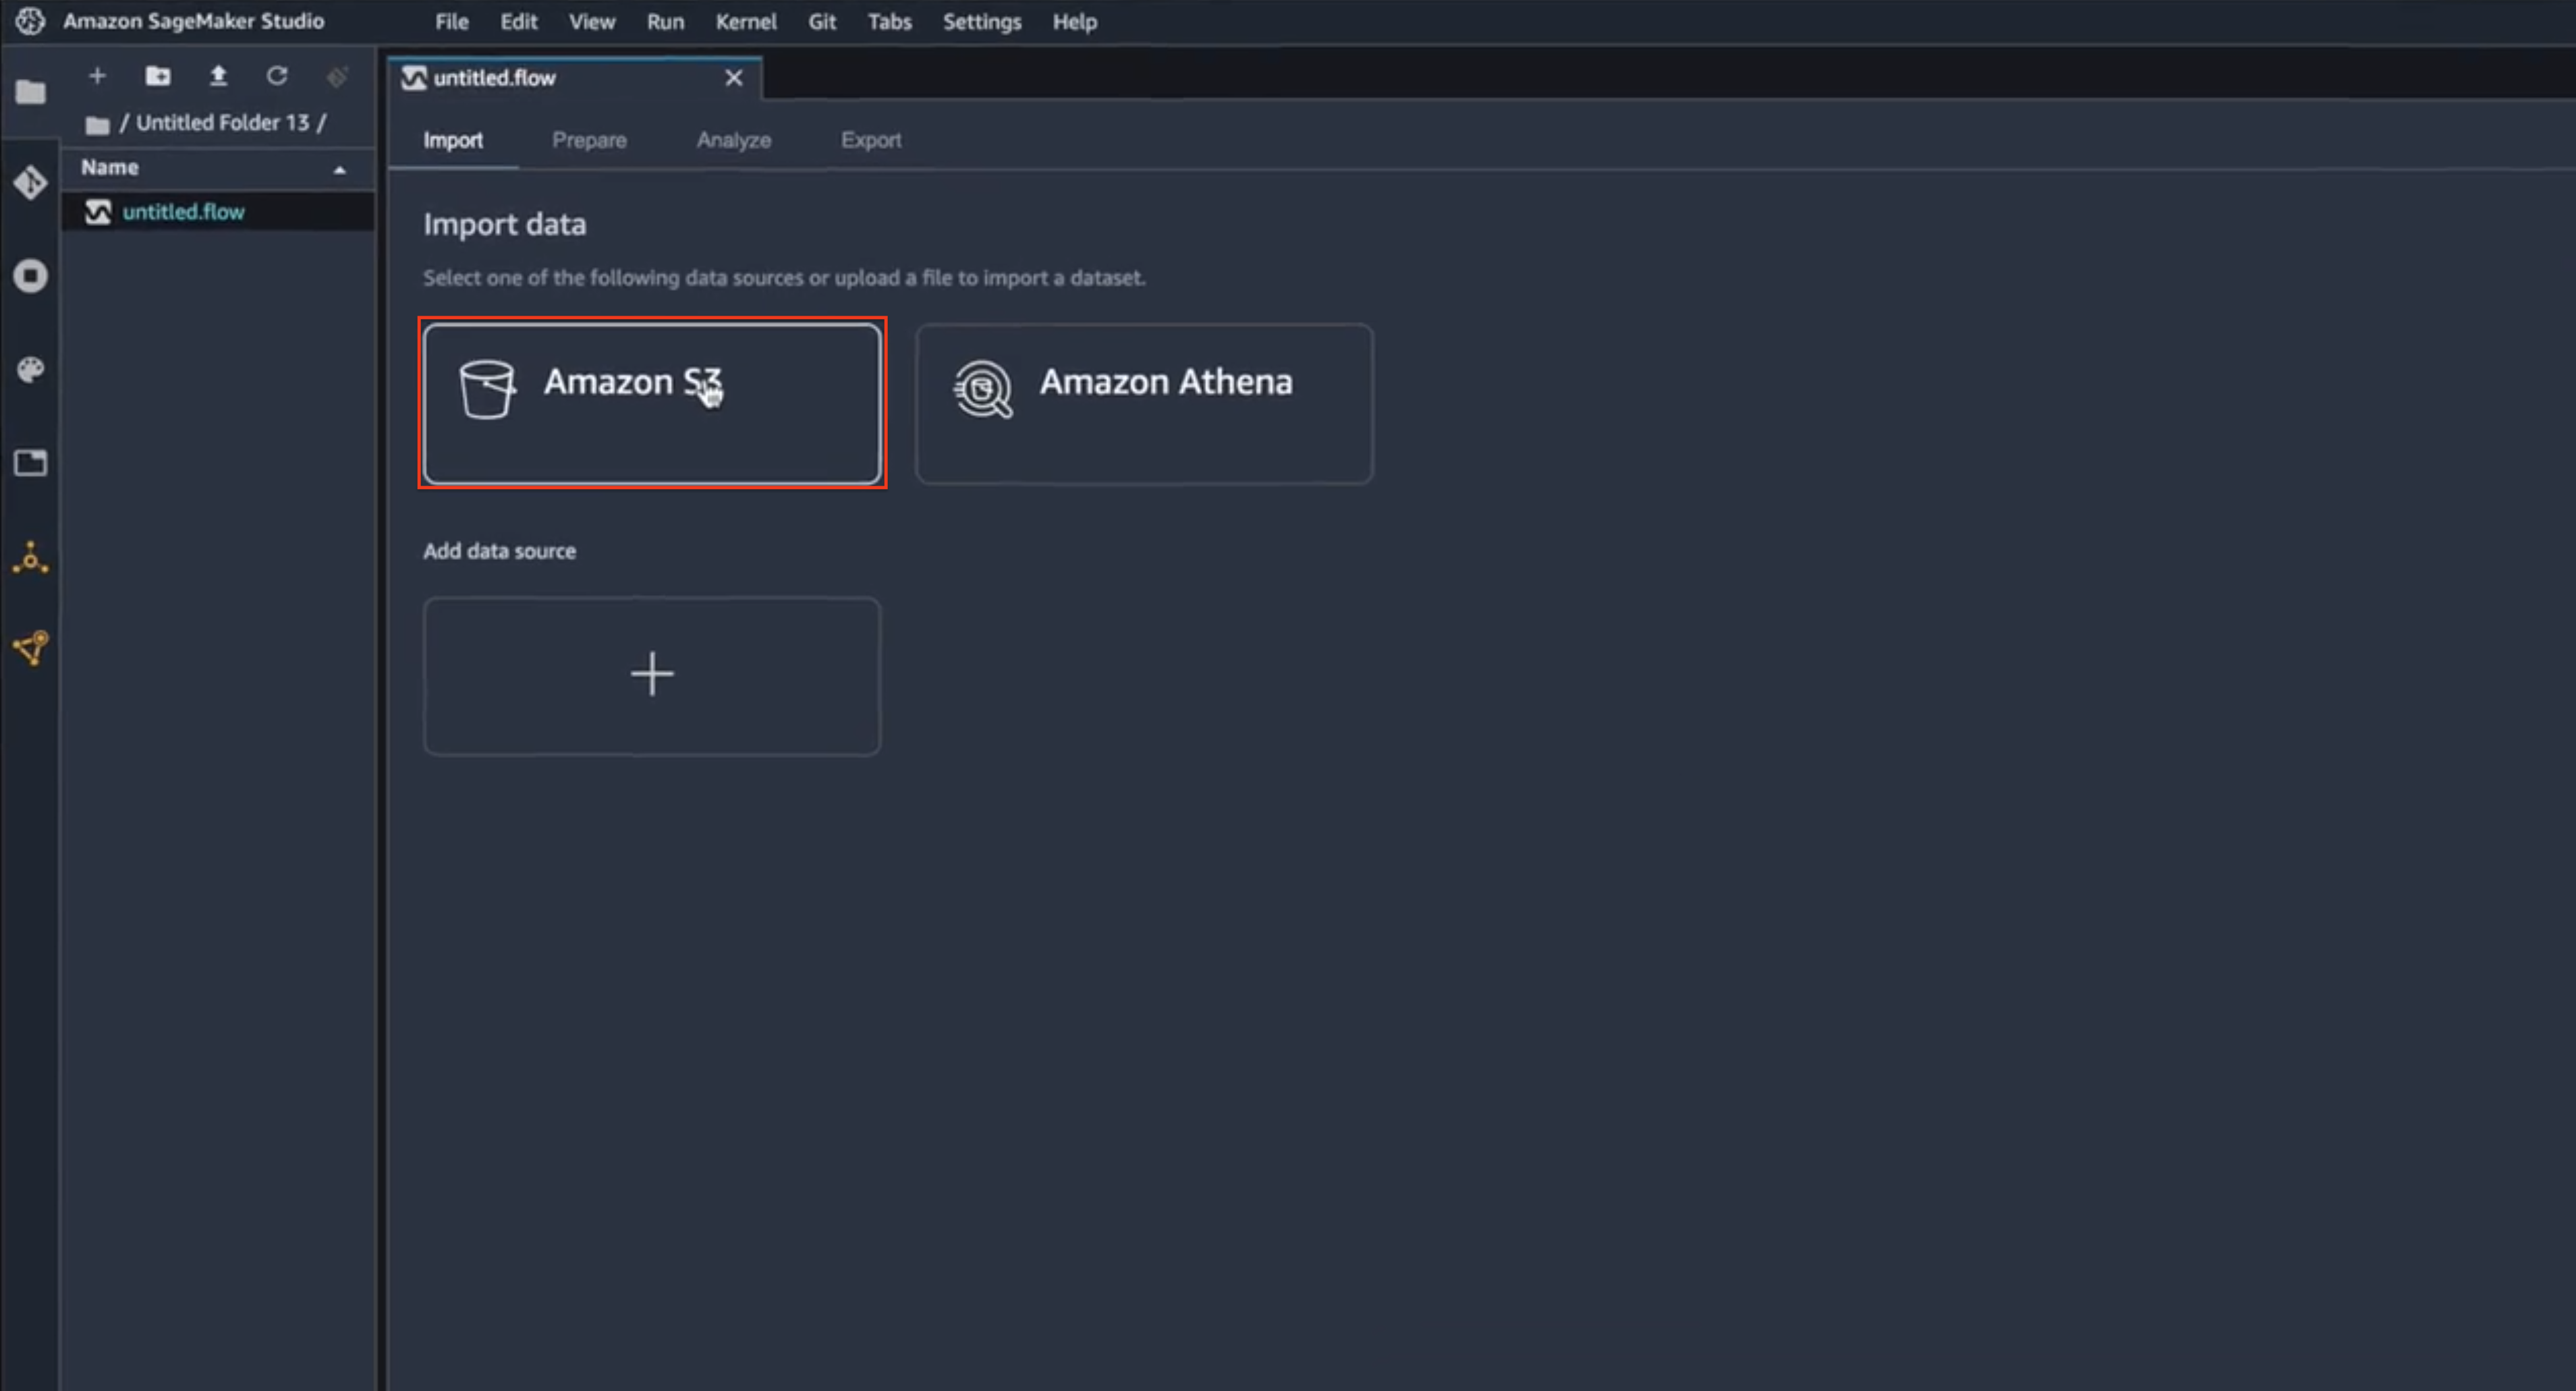 Amazon SageMaker Studio File Edit View Run Kernel Git Tabs Settings Help
/ Untitled Folder 13 /
Name
untitled.flow
untitled.flow
Import Prepare Analyze Export
Import data
Select one of the following data sources or upload a file to import a dataset.
Amazon S3
Amazon Athena
Add data source